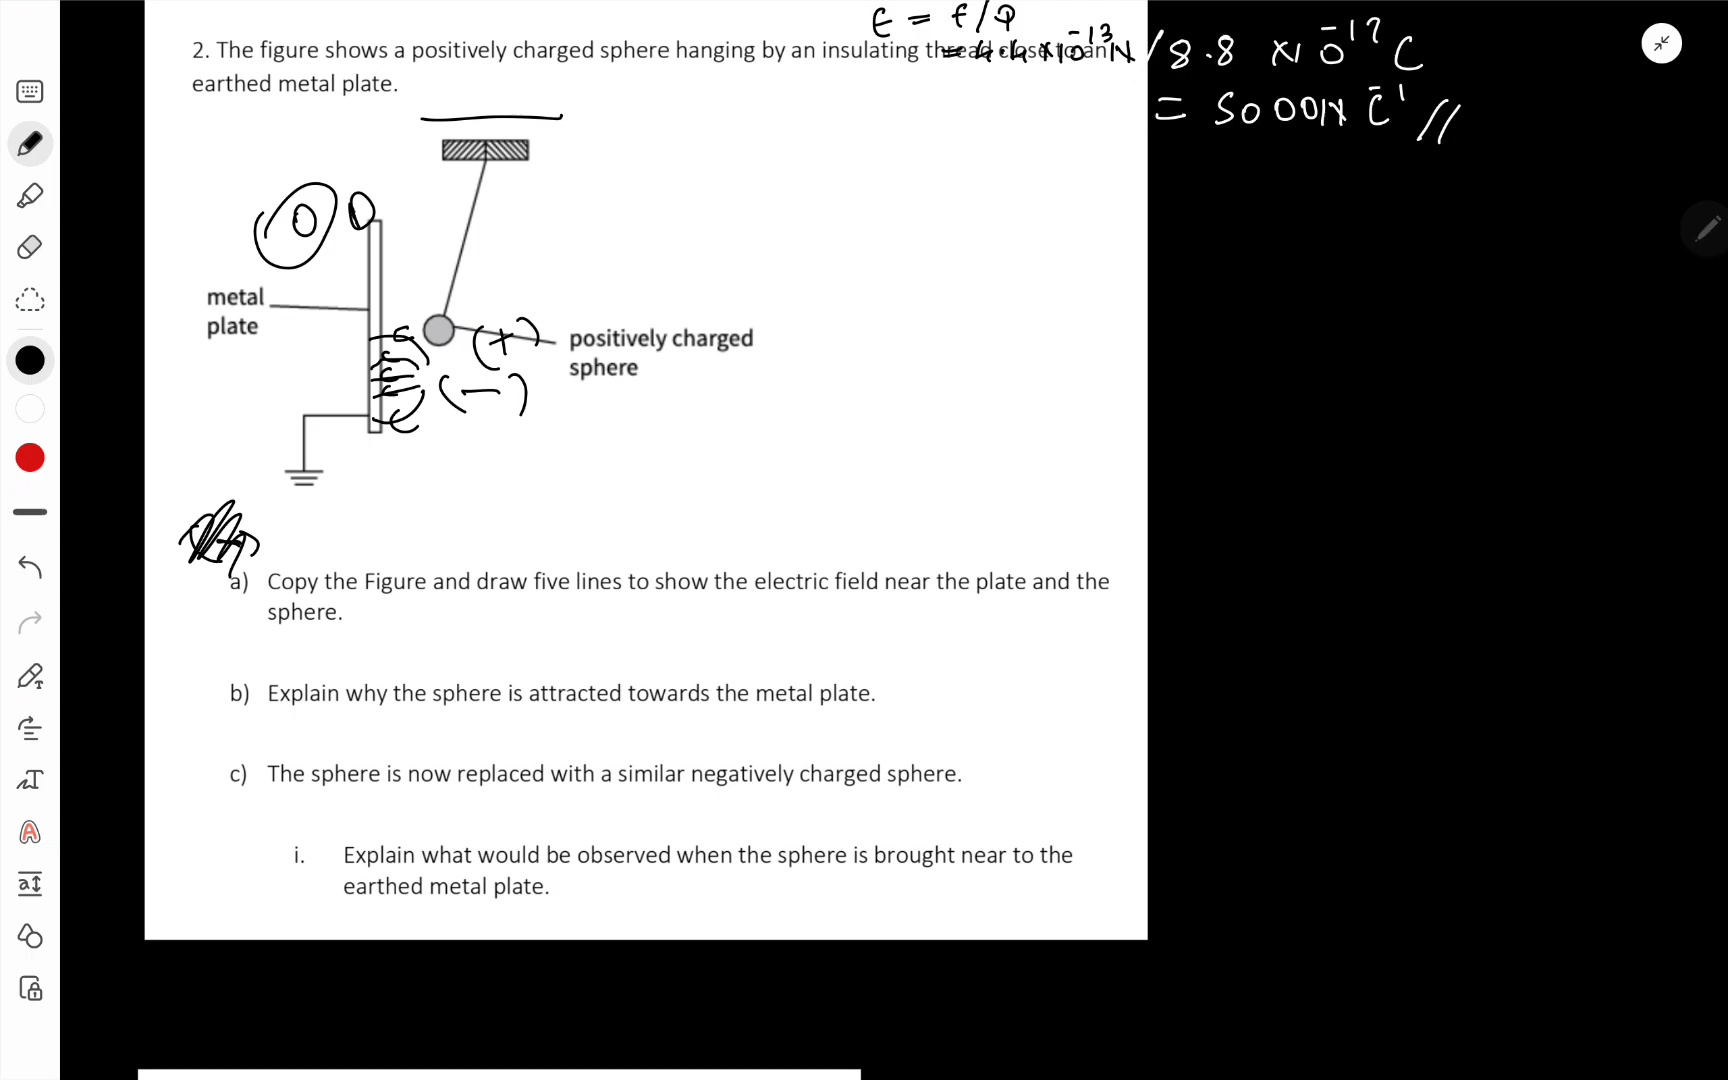 E = f/Q
= 4.4 x10⁻¹³N / 8.8 x10⁻¹⁷ C
= 5000N C⁻¹ //
2. The figure shows a positively charged sphere hanging by an insulating thread close to an
earthed metal plate.
metal
plate
(+)
positively charged
sphere
(−)
a) Copy the Figure and draw five lines to show the electric field near the plate and the
sphere.
b) Explain why the sphere is attracted towards the metal plate.
c) The sphere is now replaced with a similar negatively charged sphere.
i. Explain what would be observed when the sphere is brought near to the
earthed metal plate.